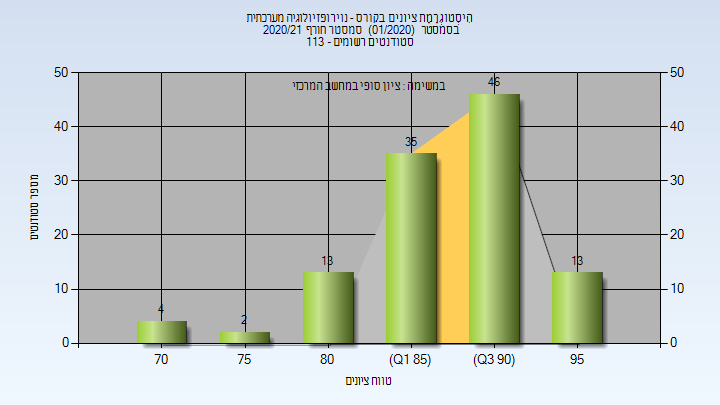 היסטוגרמת ציונים בקורס - נוירופזיולוגיה מערכתית
בסמסטר (01/2020) סמסטר חורף 2020/21
סטודנטים רשומים - 113
במשימה : ציון סופי במחשב המרכזי
50
40
30
20
10
0
50
40
30
20
10
0
מספר סטודנטים
4
2
13
35
46
13
70
75
80
(Q1 85)
(Q3 90)
95
טווח ציונים